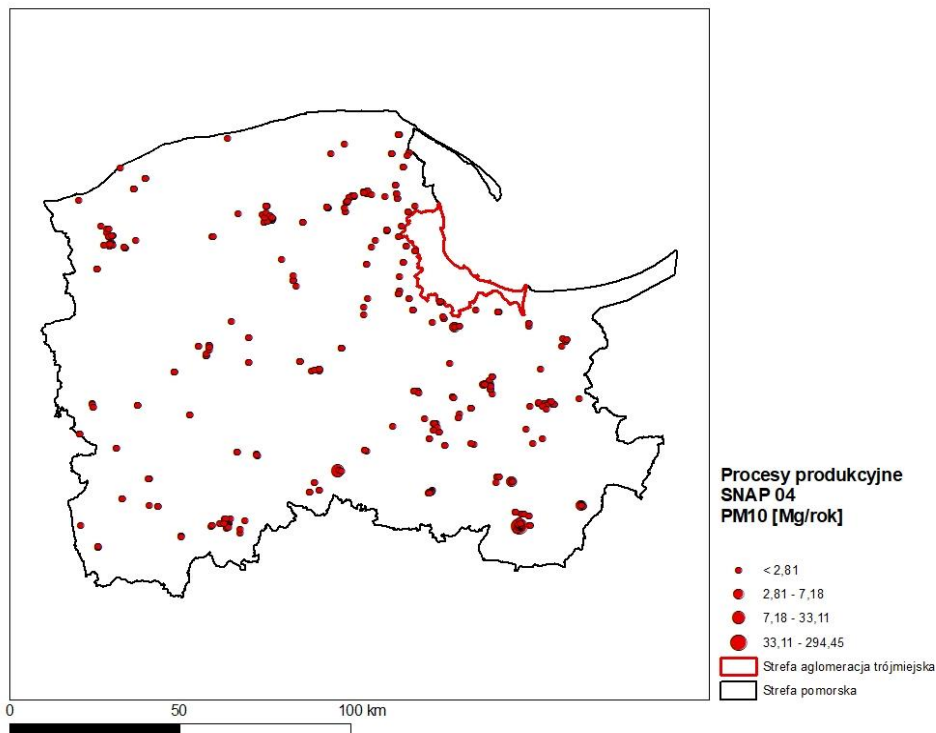 Procesy produkcyjne
SNAP 04
PM10 [Mg/rok]
< 2,81
2,81 - 7,18
7,18 - 33,11
33,11 - 294,45
Strefa aglomeracja trójmiejska
Strefa pomorska
0 50 100 km